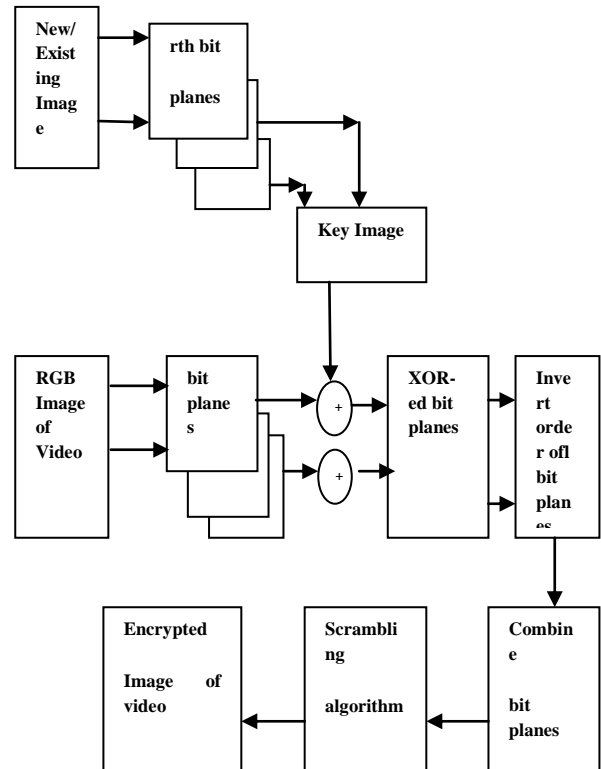 New/
Exist
ing
Imag
e
rth bit
planes
Key Image
RGB
Image
of
Video
bit
plane
s
+
+
XOR-
ed bit
planes
Inve
rt
orde
r ofl
bit
plan
es
Encrypted
Image of
video
Scrambli
ng
algorithm
Combin
e
bit
planes